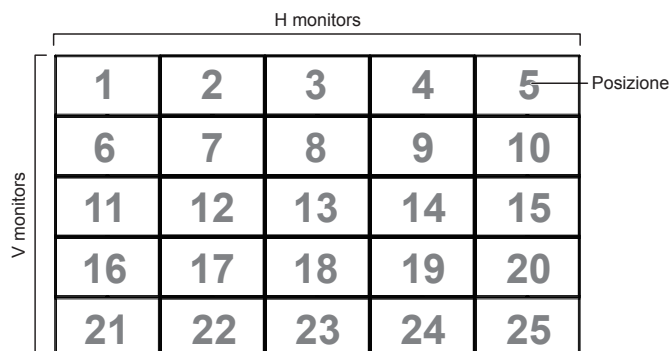 H monitors
1 2 3 4 5 Posizione
6 7 8 9 10
V monitors
11 12 13 14 15
16 17 18 19 20
21 22 23 24 25